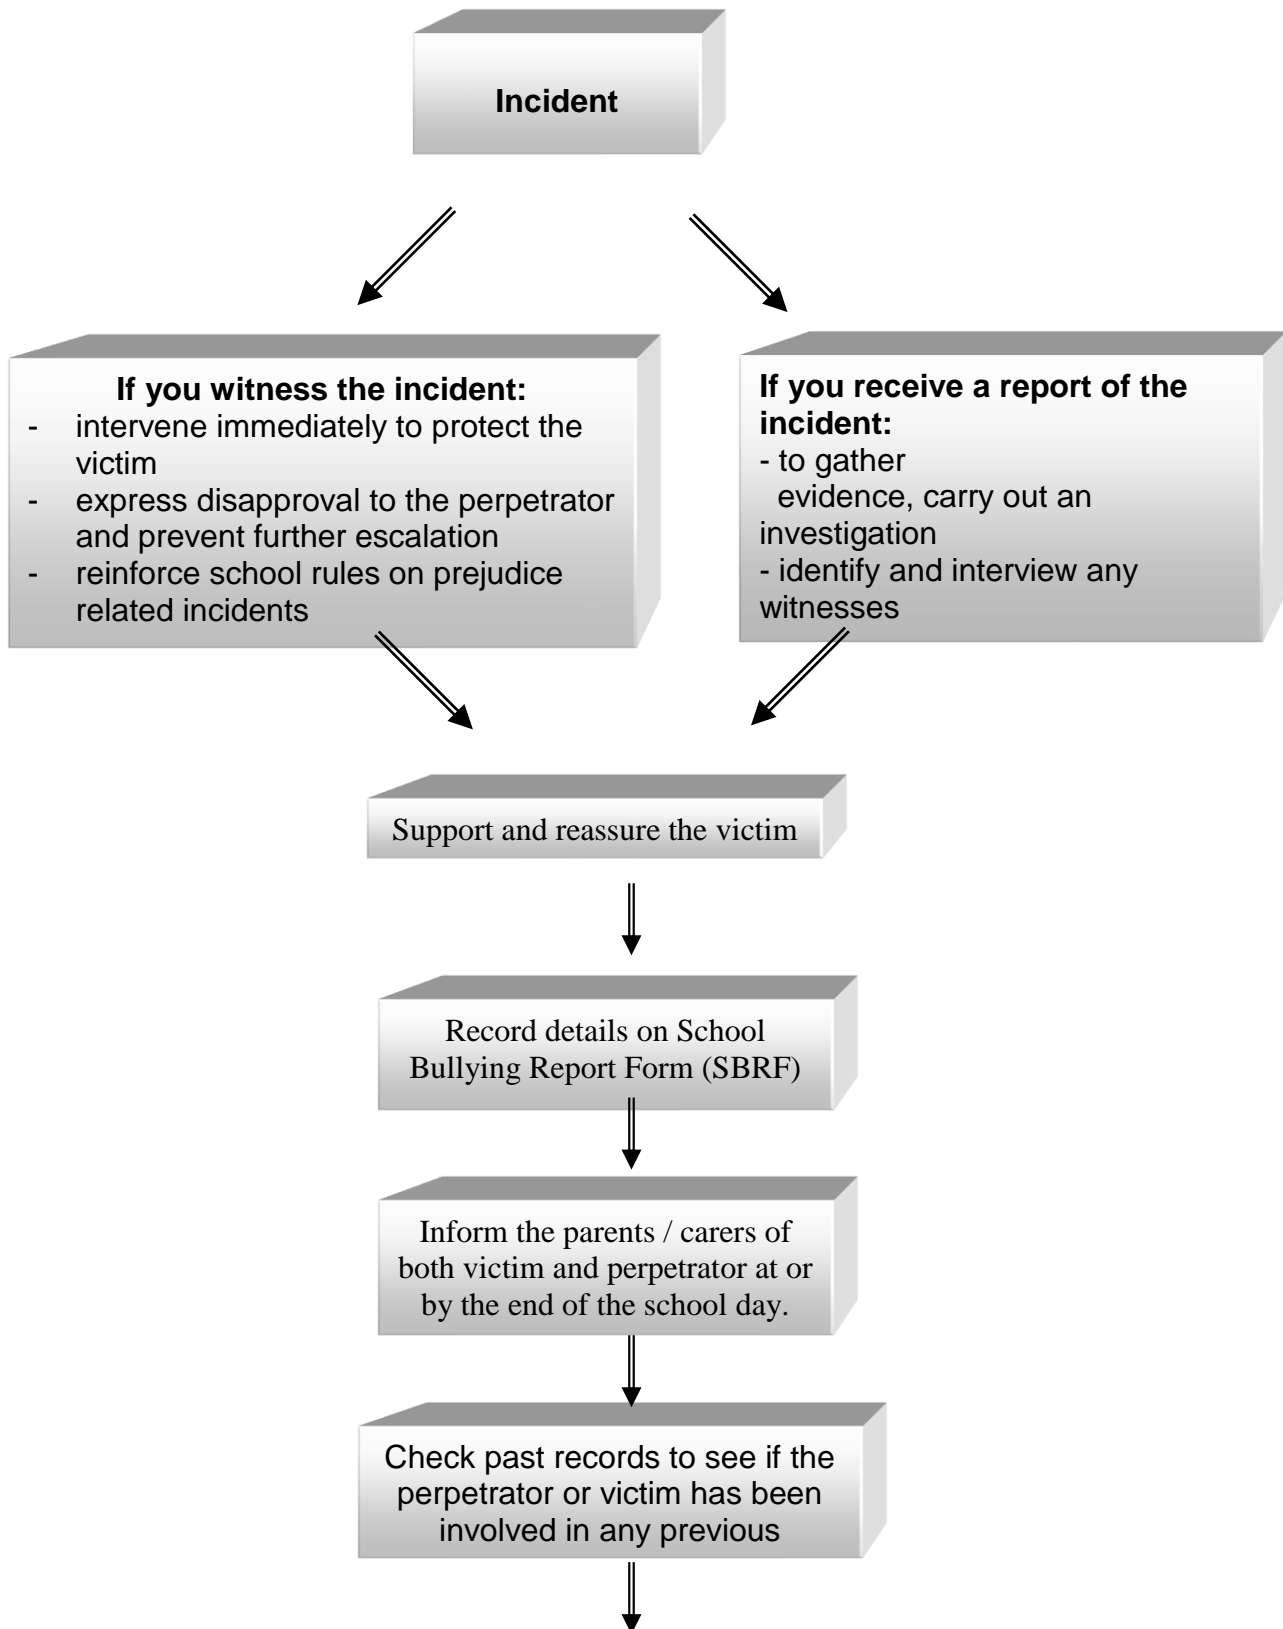 Incident
If you witness the incident:
- intervene immediately to protect the
victim
- express disapproval to the perpetrator
and prevent further escalation
- reinforce school rules on prejudice
related incidents
If you receive a report of the
incident:
- to gather
evidence, carry out an
investigation
- identify and interview any
witnesses
Support and reassure the victim
Record details on School
Bullying Report Form (SBRF)
Inform the parents / carers of
both victim and perpetrator at or
by the end of the school day.
Check past records to see if the
perpetrator or victim has been
involved in any previous